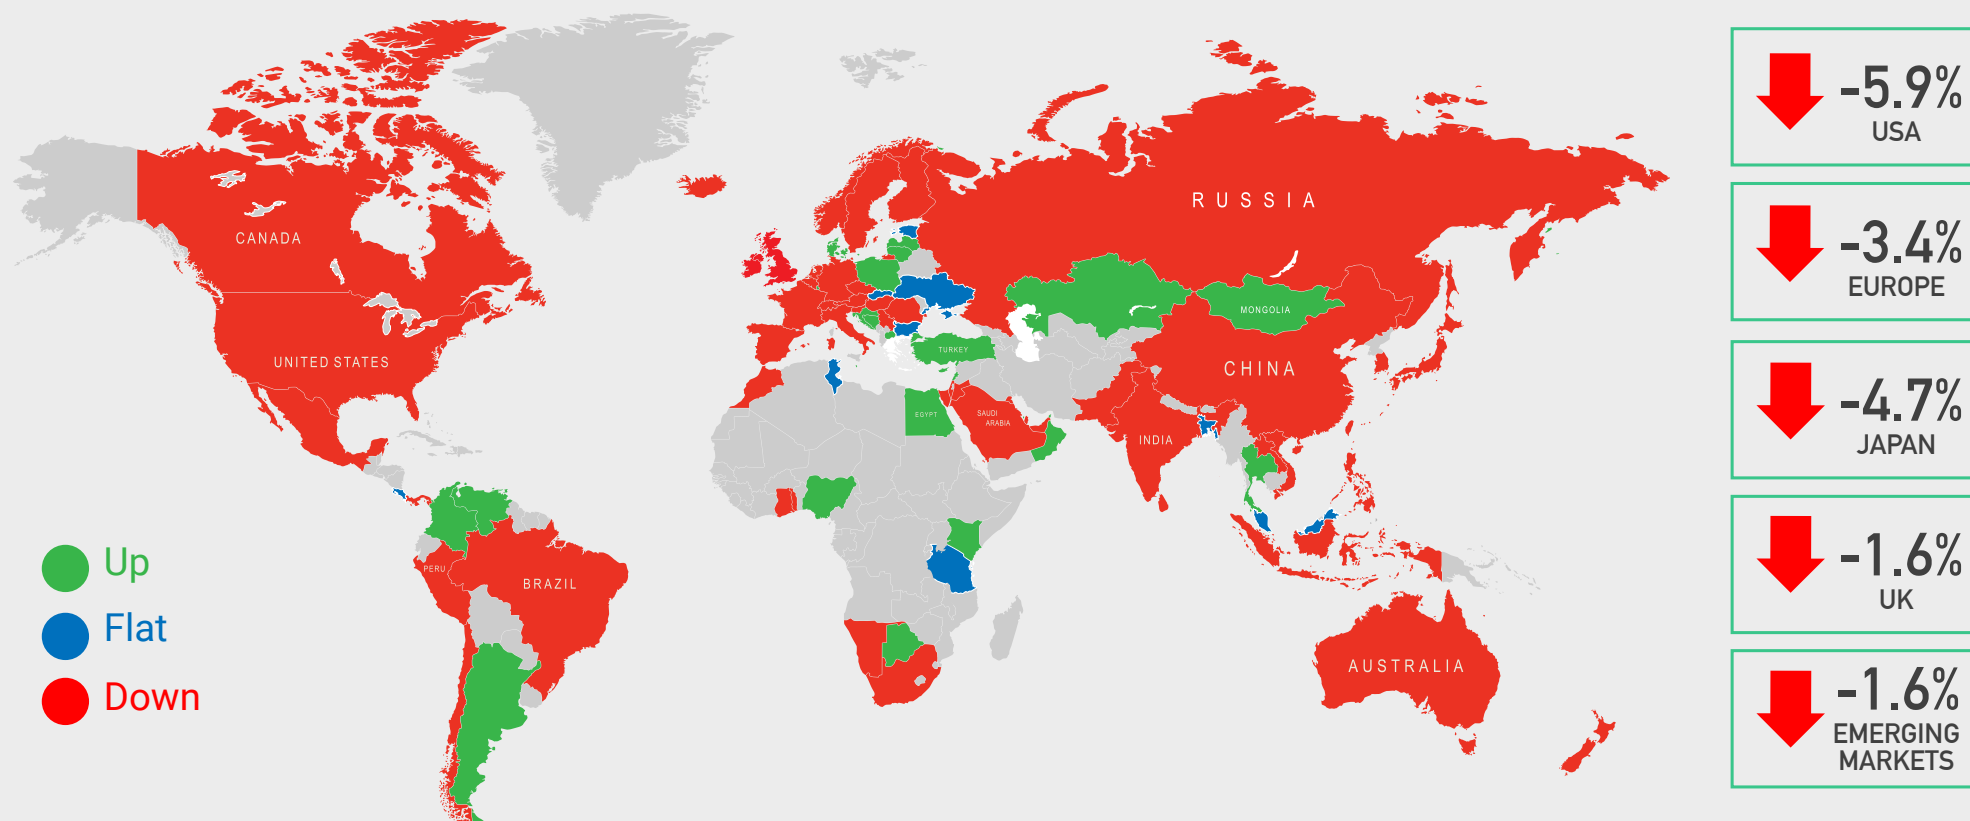 RUSSIA
CANADA
UNITED STATES
MONGOLIA
TURKEY
CHINA
EGYPT
SAUDI
ARABIA
INDIA
PERU
BRAZIL
AUSTRALIA
Up
Flat
Down
-5.9%
USA
-3.4%
EUROPE
-4.7%
JAPAN
-1.6%
UK
-1.6%
EMERGING
MARKETS